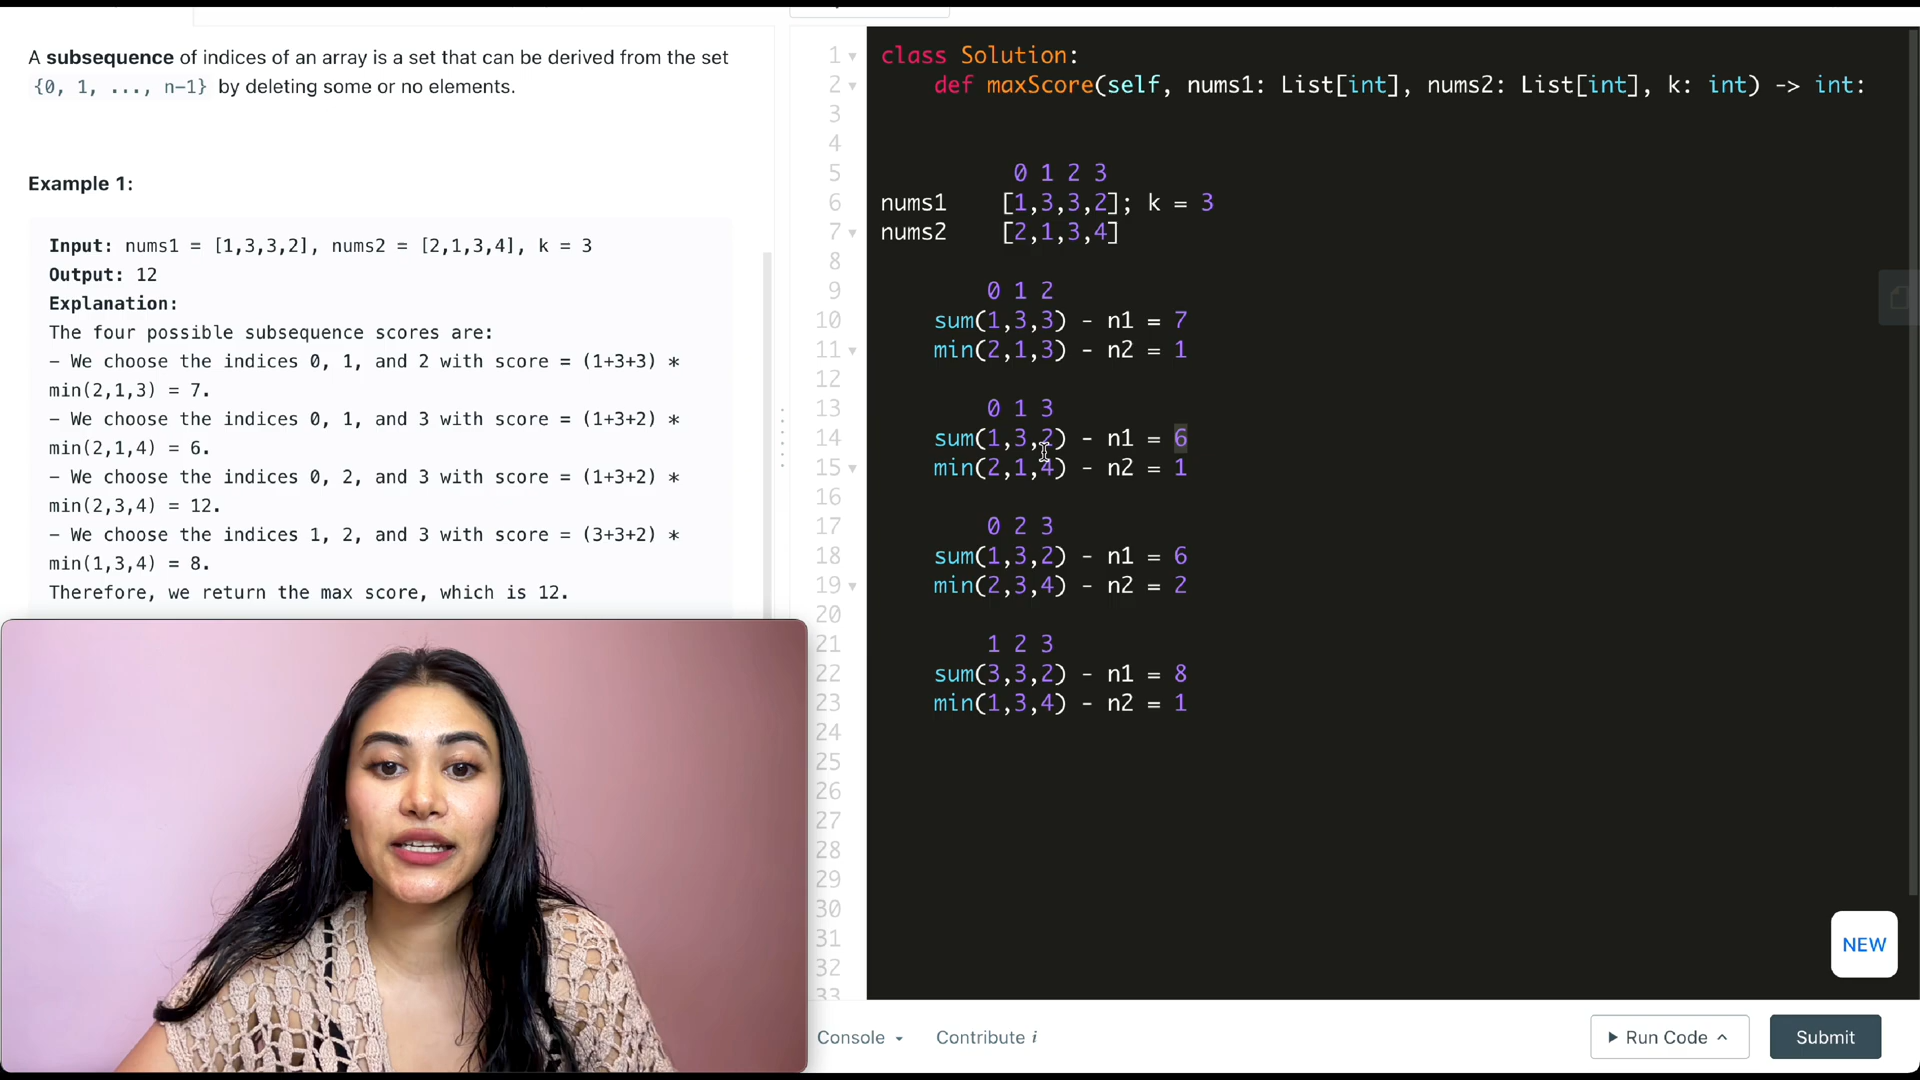 A subsequence of indices of an array is a set that can be derived from the set
{0, 1, ..., n-1} by deleting some or no elements.
Example 1:
Input: nums1 = [1,3,3,2], nums2 = [2,1,3,4], k = 3
Output: 12
Explanation:
The four possible subsequence scores are:
- We choose the indices 0, 1, and 2 with score = (1+3+3) *
min(2,1,3) = 7.
- We choose the indices 0, 1, and 3 with score = (1+3+2) *
min(2,1,4) = 6.
- We choose the indices 0, 2, and 3 with score = (1+3+2) *
min(2,3,4) = 12.
- We choose the indices 1, 2, and 3 with score = (3+3+2) *
min(1,3,4) = 8.
Therefore, we return the max score, which is 12.
1 class Solution:
2 def maxScore(self, nums1: List[int], nums2: List[int], k: int) -> int:
3
4
5 0 1 2 3
6 nums1 [1,3,3,2]; k = 3
7 nums2 [2,1,3,4]
8
9 0 1 2
10 sum(1,3,3) - n1 = 7
11 min(2,1,3) - n2 = 1
12
13 0 1 3
14 sum(1,3,2) - n1 = 6
15 min(2,1,4) - n2 = 1
16
17 0 2 3
18 sum(1,3,2) - n1 = 6
19 min(2,3,4) - n2 = 2
20
21 1 2 3
22 sum(3,3,2) - n1 = 8
23 min(1,3,4) - n2 = 1
24
25
26
27
28
29
30
31
32
33
NEW
Console Contribute i Run Code Submit